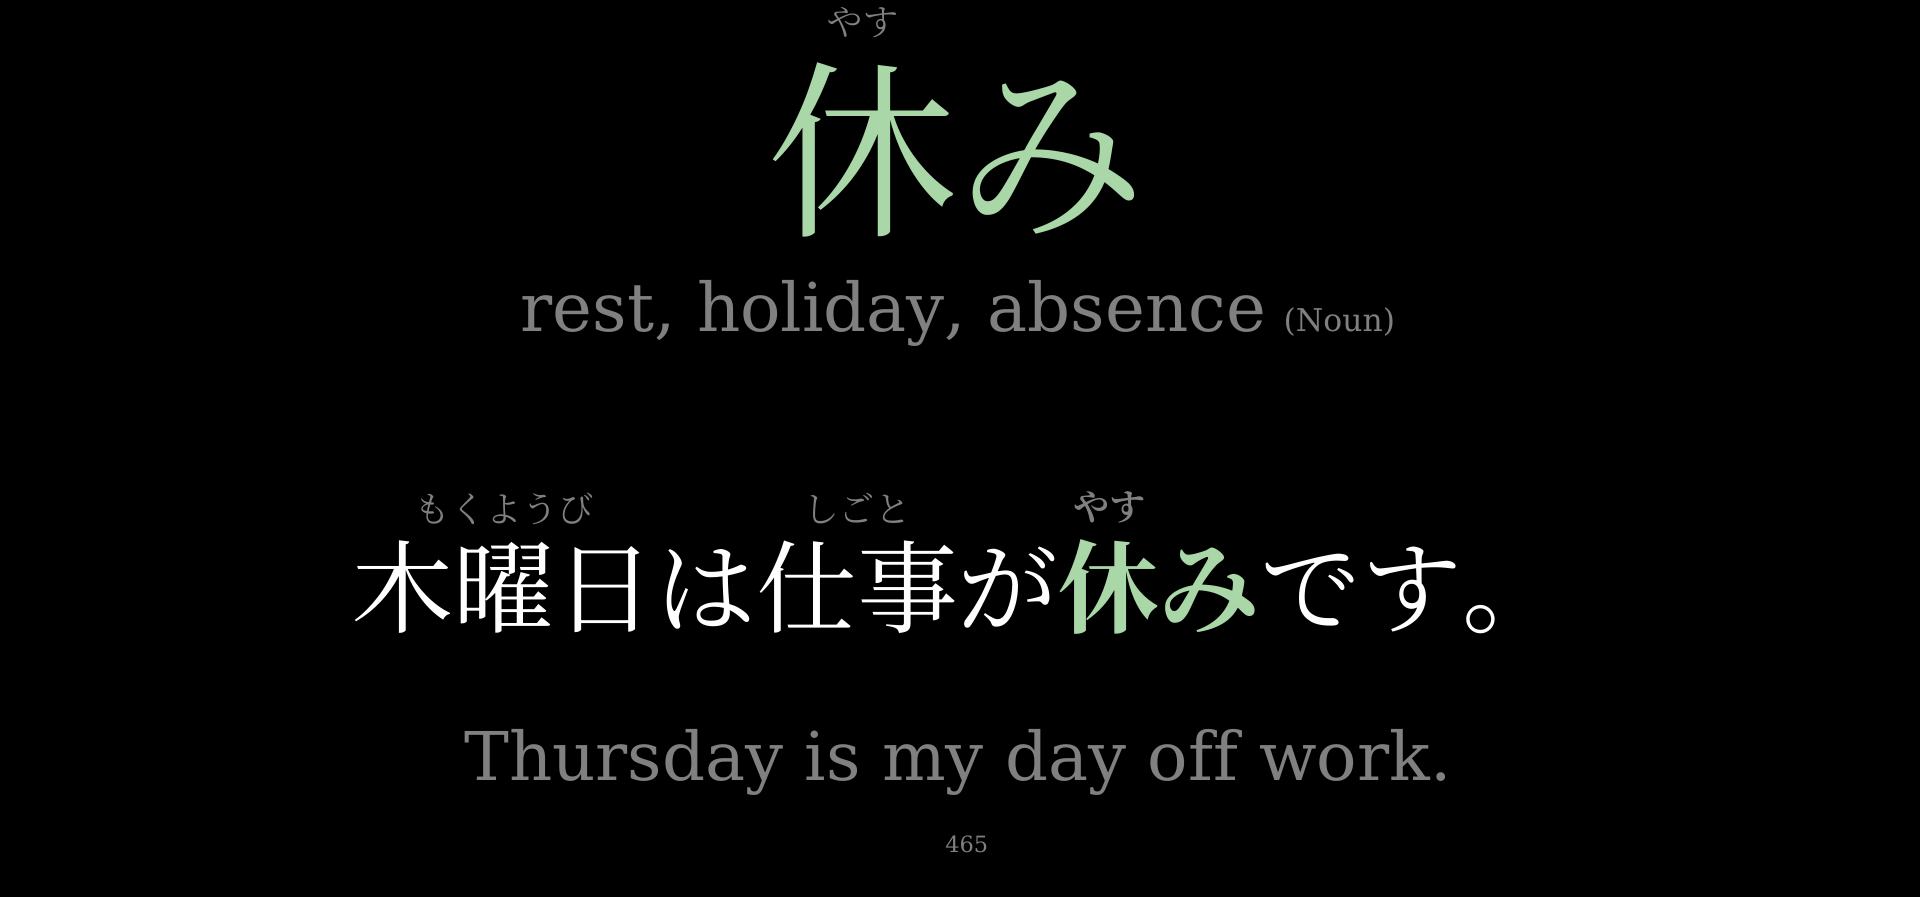 やす
休み
rest, holiday, absence (Noun)
もくようび しごと やす
木曜日は仕事が休みです。
Thursday is my day off work.
465